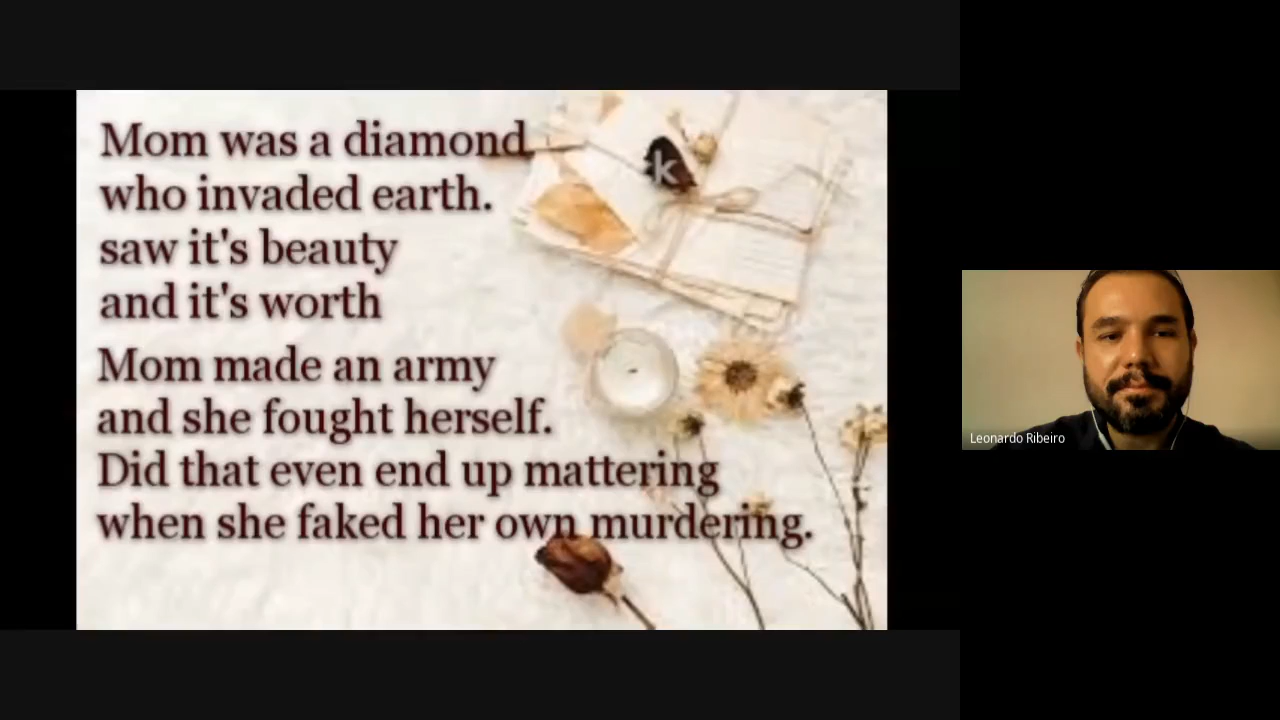 Mom was a diamond
who invaded earth.
saw it's beauty
and it's worth
Mom made an army
and she fought herself.
Did that even end up mattering
when she faked her own murdering.
Leonardo Ribeiro